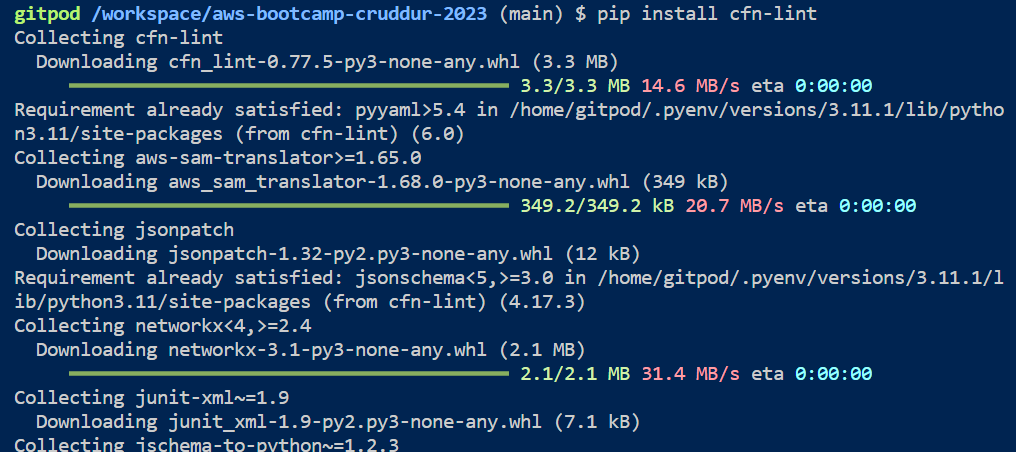 gitpod /workspace/aws-bootcamp-cruddur-2023 (main) $ pip install cfn-lint
Collecting cfn-lint
  Downloading cfn_lint-0.77.5-py3-none-any.whl (3.3 MB)
3.3/3.3 MB 14.6 MB/s eta 0:00:00
Requirement already satisfied: pyyaml>5.4 in /home/gitpod/.pyenv/versions/3.11.1/lib/pytho
n3.11/site-packages (from cfn-lint) (6.0)
Collecting aws-sam-translator>=1.65.0
  Downloading aws_sam_translator-1.68.0-py3-none-any.whl (349 kB)
349.2/349.2 kB 20.7 MB/s eta 0:00:00
Collecting jsonpatch
  Downloading jsonpatch-1.32-py2.py3-none-any.whl (12 kB)
Requirement already satisfied: jsonschema<5,>=3.0 in /home/gitpod/.pyenv/versions/3.11.1/l
ib/python3.11/site-packages (from cfn-lint) (4.17.3)
Collecting networkx<4,>=2.4
  Downloading networkx-3.1-py3-none-any.whl (2.1 MB)
2.1/2.1 MB 31.4 MB/s eta 0:00:00
Collecting junit-xml~=1.9
  Downloading junit_xml-1.9-py2.py3-none-any.whl (7.1 kB)
Collecting jschema-to-python~=1.2.3